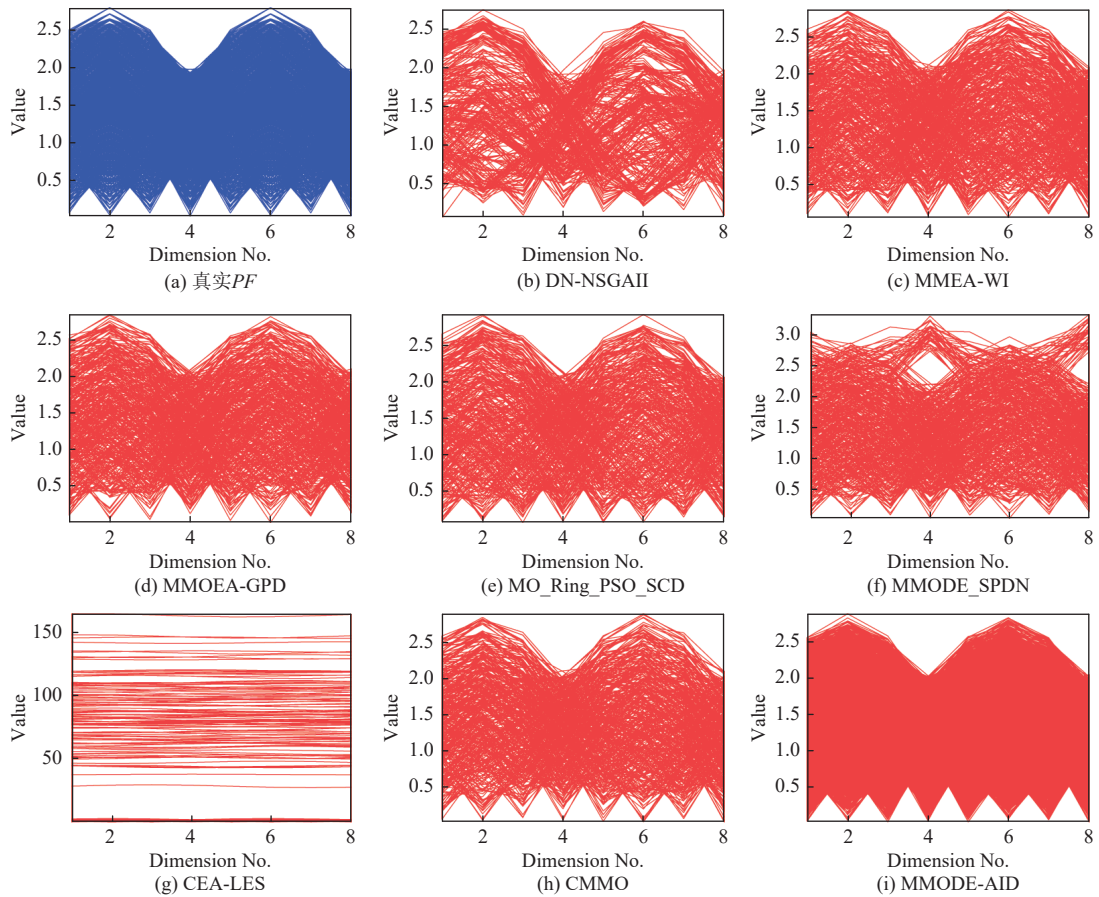 2.5
2.0
1.5
1.0
0.5
Value
2 4 6 8
Dimension No.
(a) 真实PF
2.5
2.0
1.5
1.0
0.5
Value
2 4 6 8
Dimension No.
(b) DN-NSGAII
2.5
2.0
1.5
1.0
0.5
Value
2 4 6 8
Dimension No.
(c) MMEA-WI
2.5
2.0
1.5
1.0
0.5
Value
2 4 6 8
Dimension No.
(d) MMOEA-GPD
2.5
2.0
1.5
1.0
0.5
Value
2 4 6 8
Dimension No.
(e) MO_Ring_PSO_SCD
3.0
2.5
2.0
1.5
1.0
0.5
Value
2 4 6 8
Dimension No.
(f) MMODE_SPDN
150
100
50
Value
2 4 6 8
Dimension No.
(g) CEA-LES
2.5
2.0
1.5
1.0
0.5
Value
2 4 6 8
Dimension No.
(h) CMMO
2.5
2.0
1.5
1.0
0.5
Value
2 4 6 8
Dimension No.
(i) MMODE-AID